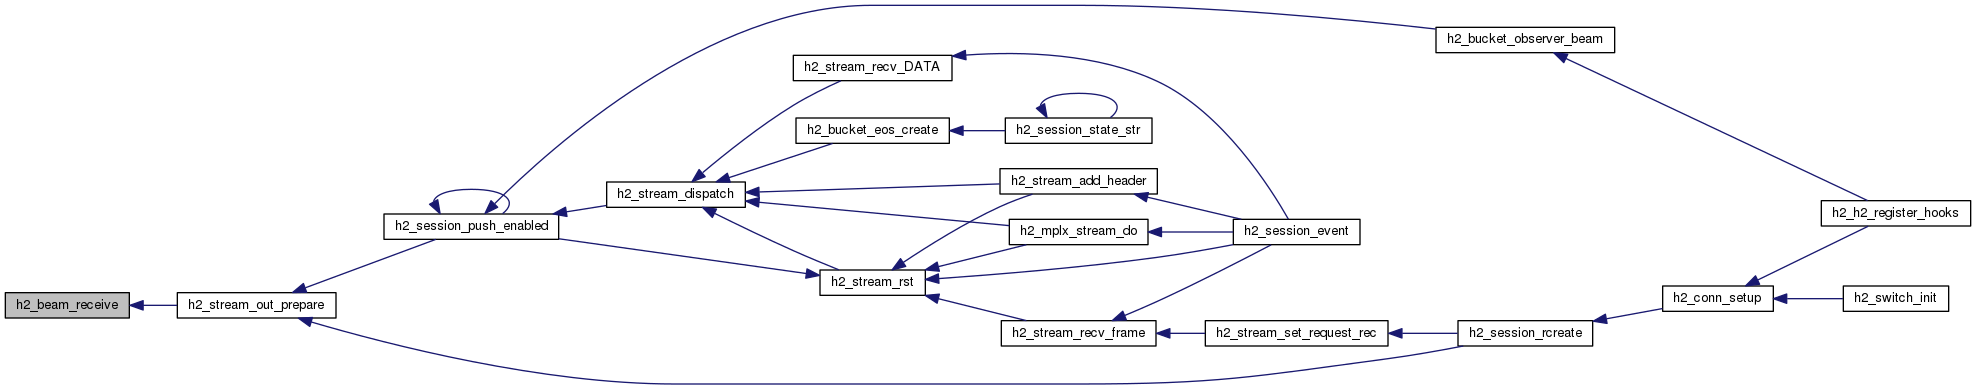 h2_bucket_observer_beam
h2_stream_recv_DATA
h2_bucket_eos_create
h2_session_state_str
h2_stream_add_header
h2_stream_dispatch
h2_h2_register_hooks
h2_session_push_enabled
h2_mplx_stream_do
h2_session_event
h2_stream_rst
h2_beam_receive
h2_stream_out_prepare
h2_conn_setup
h2_switch_init
h2_stream_recv_frame
h2_stream_set_request_rec
h2_session_rcreate